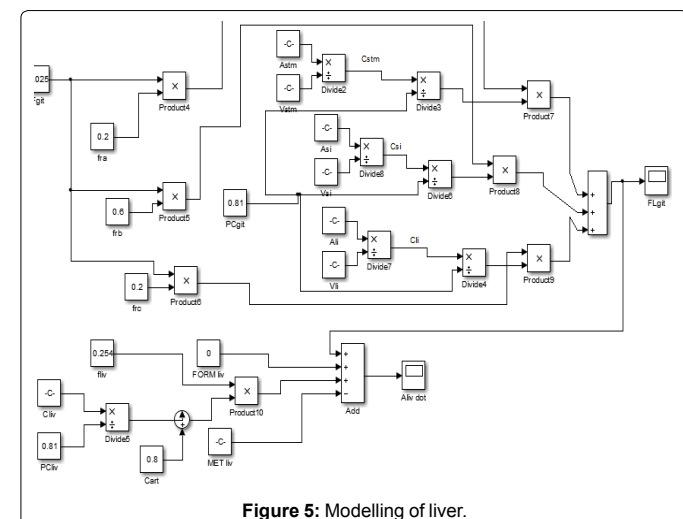 .025
Fgit
×
Product4
0.2
fra
×
Product5
0.6
frb
×
Product6
0.2
frc
-C-
Astm
-C-
Vstm
×
÷
Divide2
Cstm
×
÷
Divide3
×
Product7
-C-
Asi
-C-
Vsi
×
÷
Divide8
Csi
×
÷
×
Product8
0.81
PCgit
-C-
Ali
-C-
Vli
×
÷
Divide7
Cli
×
÷
Divide4
×
Product9
+
+
+
FLgit
0.254
fliv
0
FORM liv
-C-
Cliv
0.81
PCliv
×
÷
Divide5
0.8
Cart
×
Product10
-C-
MET liv
+
+
+
−
Add
Aliv dot
Figure 5: Modelling of liver.